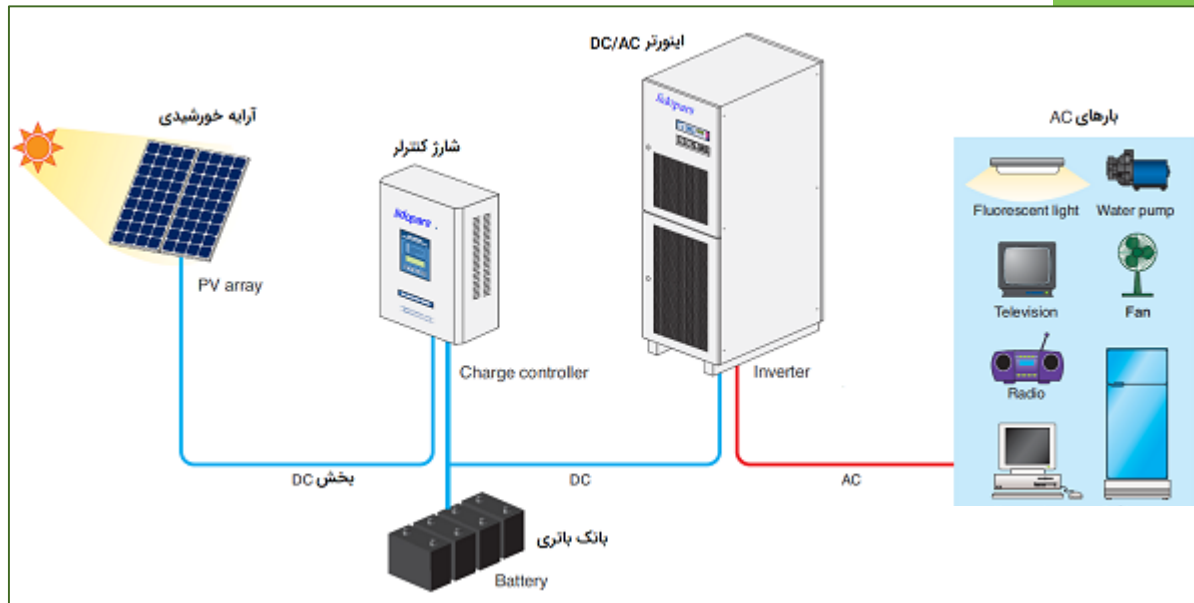 اینورتر DC/AC
آرایه خورشیدی
شارژ کنترلر
بارهای AC
Fluorescent light
Water pump
PV array
Television
Fan
Charge controller
Inverter
Radio
بخش DC
DC
AC
بانک باتری
Battery